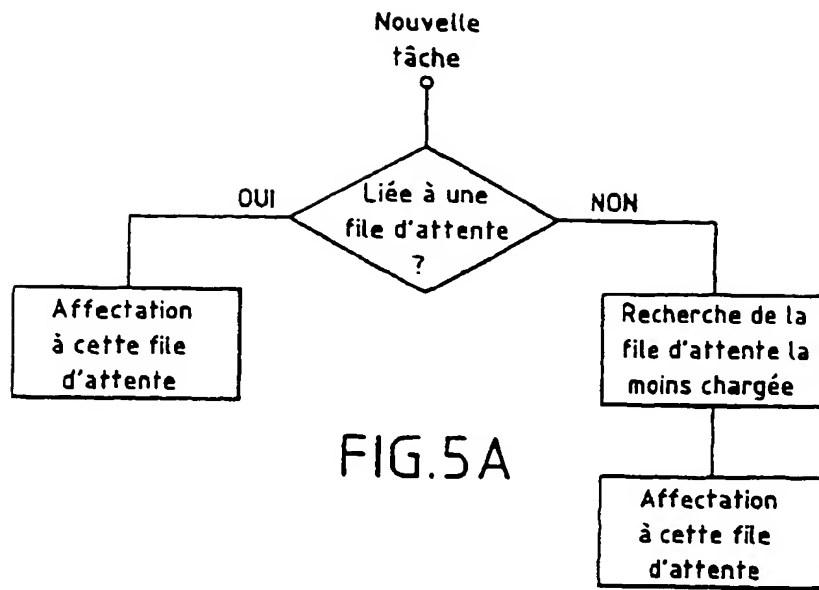 Nouvelle
tâche
OUI
Liée à une
file d'attente
?
NON
Affectation
à cette file
d'attente
Recherche de la
file d'attente la
moins chargée
FIG.5A
Affectation
à cette file
d'attente